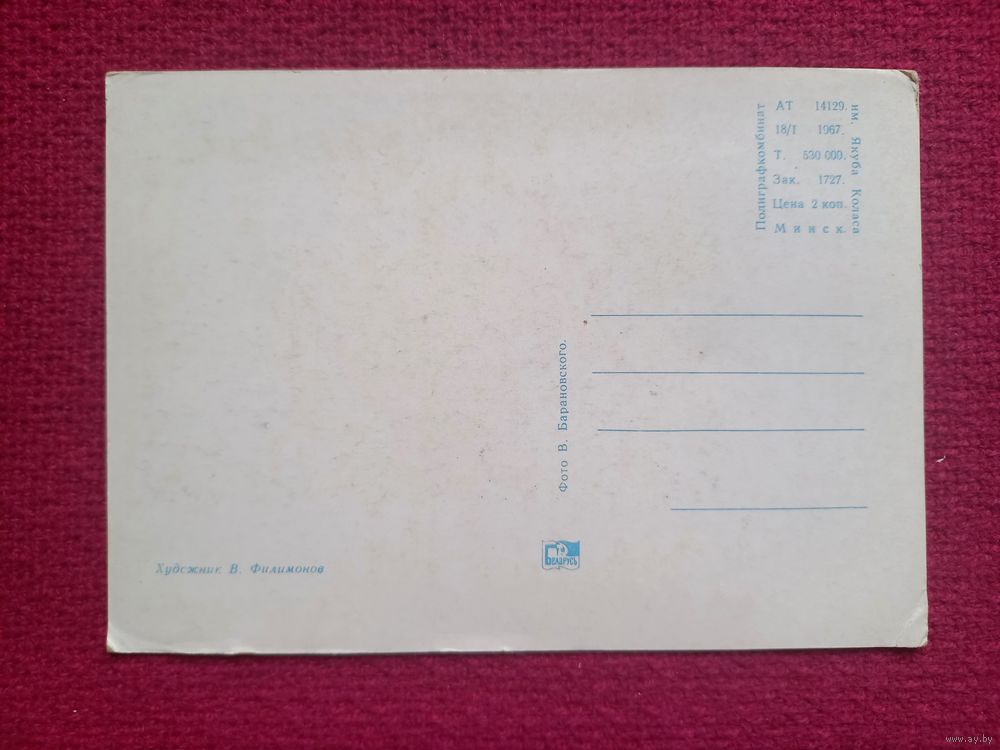 Полиграфкомбинат
АТ 14129.
18/I 1967.
Т. 530 000.
Зак. 1727.
Цена 2 коп.
Минск.
им. Якуба Коласа
Фото В. Барановского.
БЕЛАРУСЬ
Художник В. Филимонов
www.ay.by